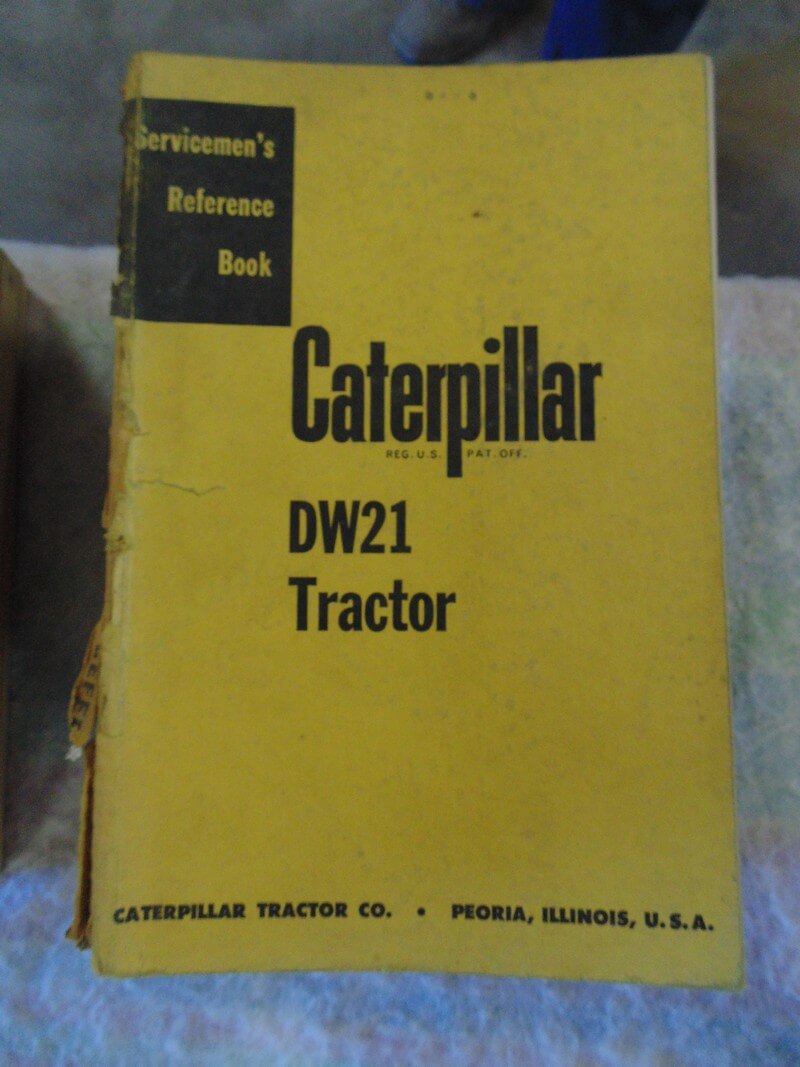 Servicemen's
Reference
Book
Caterpillar
REG. U.S. PAT. OFF.
DW21
Tractor
CATERPILLAR TRACTOR CO. • PEORIA, ILLINOIS, U.S.A.